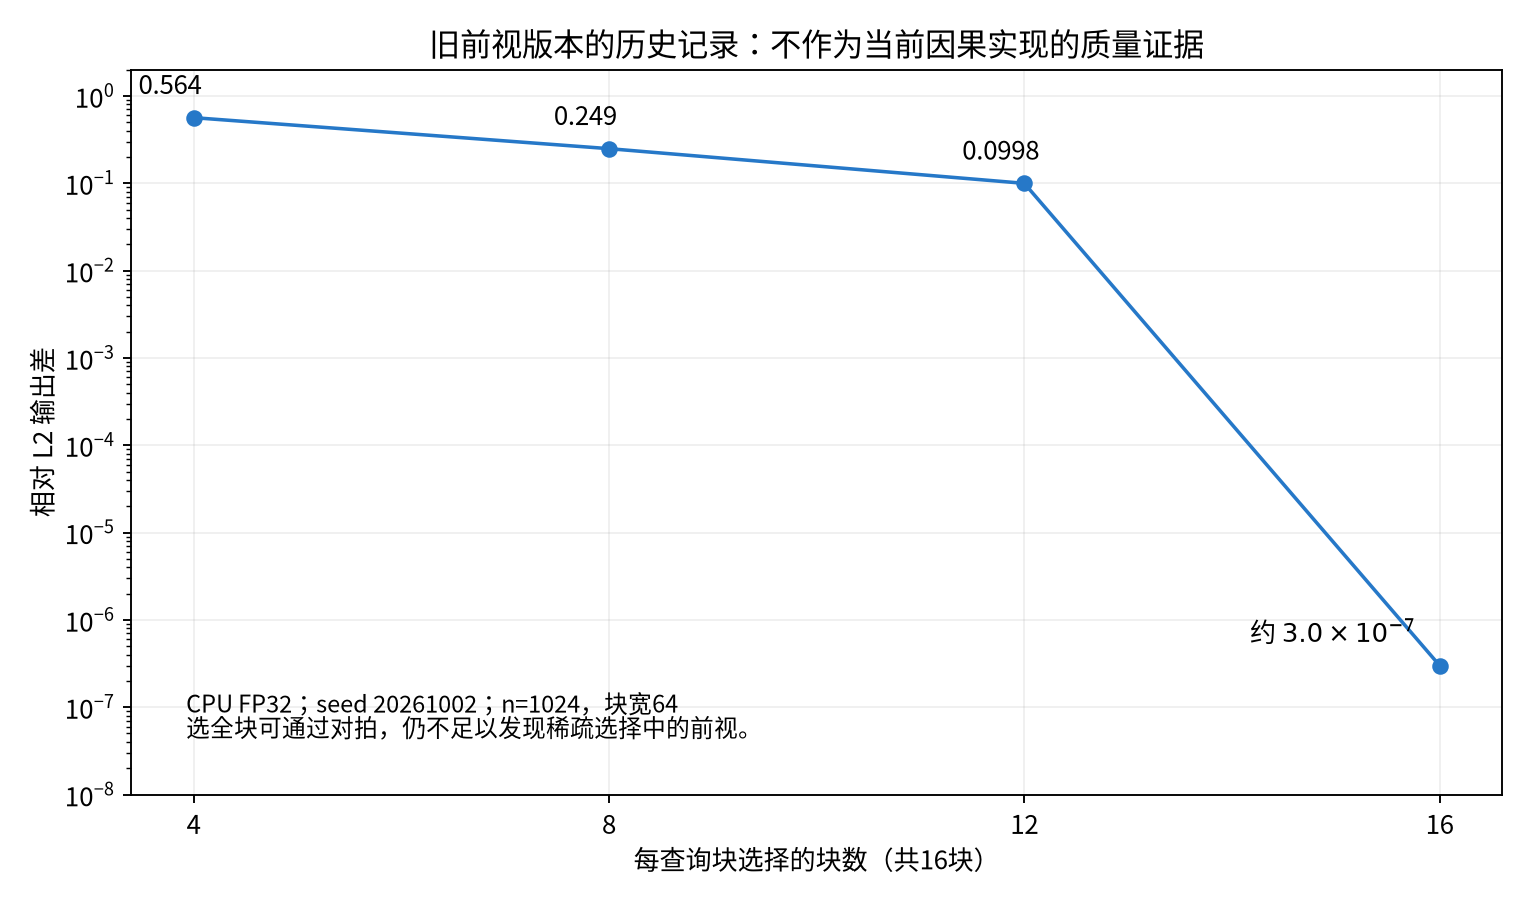 旧前视版本的历史记录：不作为当前因果实现的质量证据
相对 L2 输出差
10⁰
10⁻¹
10⁻²
10⁻³
10⁻⁴
10⁻⁵
10⁻⁶
10⁻⁷
10⁻⁸
0.564
0.249
0.0998
约 3.0 × 10⁻⁷
CPU FP32；seed 20261002；n=1024，块宽64
选全块可通过对拍，仍不足以发现稀疏选择中的前视。
4
8
12
16
每查询块选择的块数（共16块）